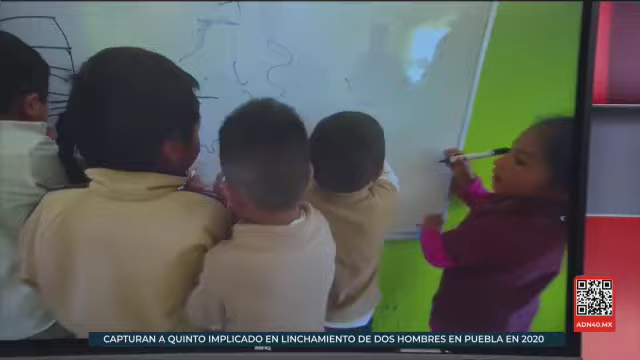 CAPTURAN A QUINTO IMPLICADO EN LINCHAMIENTO DE DOS HOMBRES EN PUEBLA EN 2020
ADN40.MX